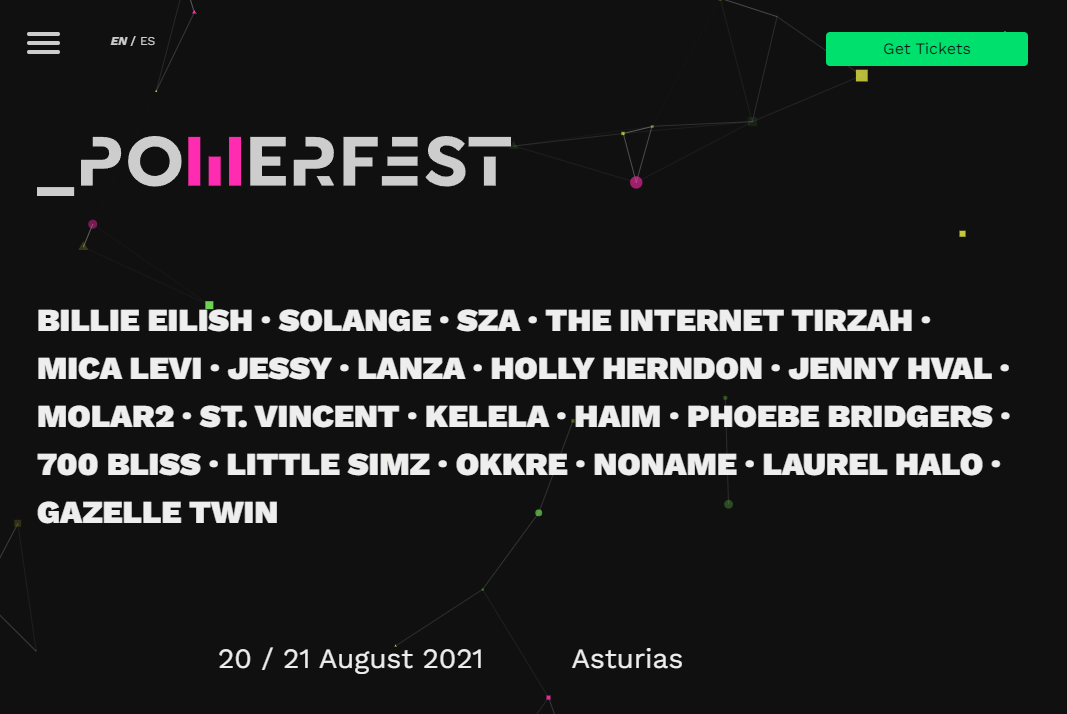 EN / ES
Get Tickets
_POWERFEST
BILLIE EILISH • SOLANGE • SZA • THE INTERNET TIRZAH •
MICA LEVI • JESSY • LANZA • HOLLY HERNDON • JENNY HVAL •
MOLAR2 • ST. VINCENT • KELELA • HAIM • PHOEBE BRIDGERS •
700 BLISS • LITTLE SIMZ • OKKRE • NONAME • LAUREL HALO •
GAZELLE TWIN
20 / 21 August 2021 Asturias